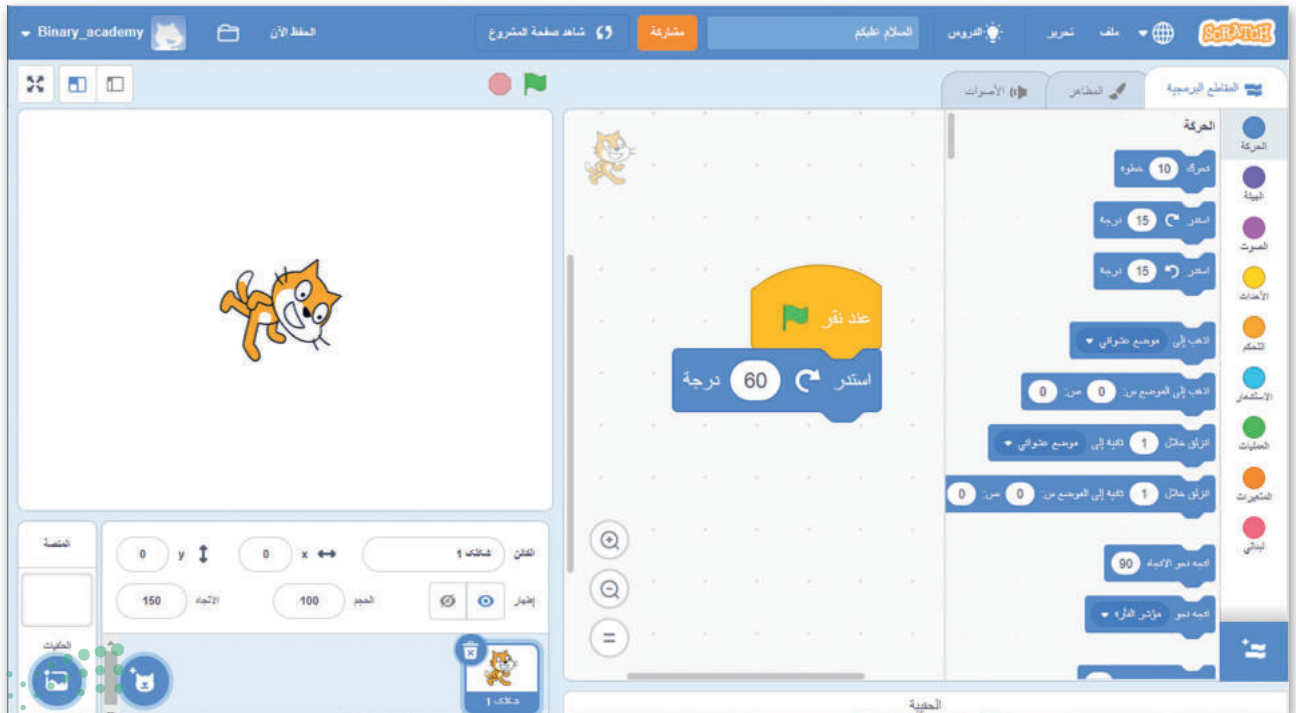 SCRATCH
ملف
تحرير
الدروس
السلام عليكم
مشاركة
شاهد صفحة المشروع
الحفظ الآن
Binary_academy
المقاطع البرمجية
المظاهر
الأصوات
الحركة
الهيئة
الصوت
الأحداث
التحكم
الاستشعار
العمليات
المتغيرات
لبناتي
الحركة
تحرك 10 خطوة
استدر 15 درجة
استدر 15 درجة
اذهب إلى موضع عشوائي
اذهب إلى الموضع س: 0 ص: 0
انزلق خلال 1 ثانية إلى موضع عشوائي
انزلق خلال 1 ثانية إلى الموضع س: 0 ص: 0
اتجه نحو الاتجاه 90
اتجه نحو مؤشر الفأرة
عند نقر
استدر 60 درجة
الحقيبة
الكائن
x 0
y 0
إظهار
الحجم 100
الاتجاه 150
المنصة
الخلفيات